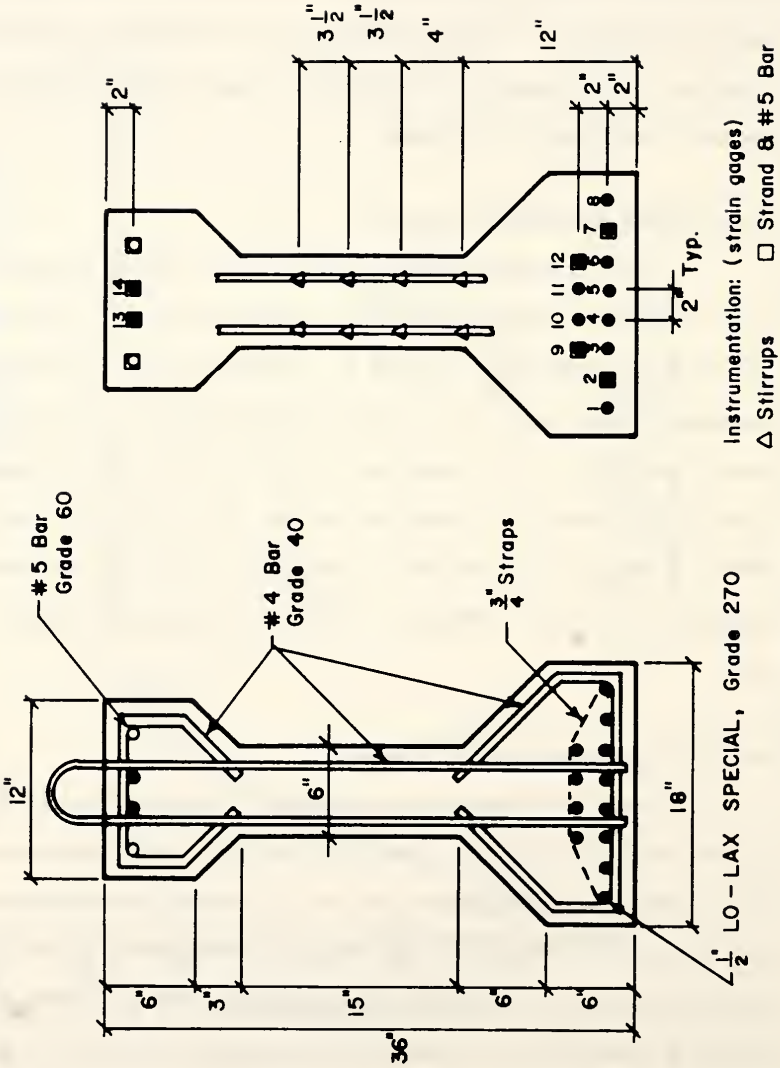 12"
#5 Bar
Grade 60
#4 Bar
Grade 40
6"
3/4" Straps
6"
3"
15"
6"
6"
36"
18"
1/2" LO-LAX SPECIAL, Grade 270
2"
13 14
3 1/2"
3 1/2"
4"
12"
9 10 11 12
1 2 3 4 5 6 7 8
2"
2"
2" Typ.
Instrumentation: (strain gages)
△ Stirrups □ Strand & #5 Bar